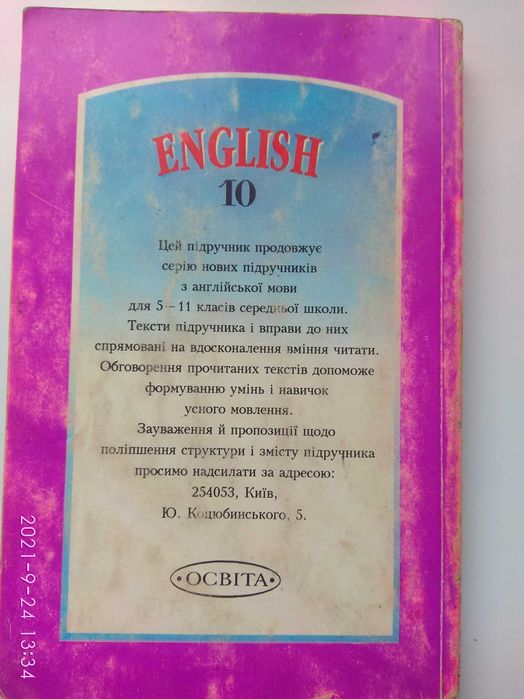 ENGLISH
10
Цей підручник продовжує
серію нових підручників
з англійської мови
для 5–11 класів середньої школи.
Тексти підручника і вправи до них
спрямовані на вдосконалення вміння читати.
Обговорення прочитаних текстів допоможе
формуванню умінь і навичок
усного мовлення.
Зауваження й пропозиції щодо
поліпшення структури і змісту підручника
просимо надсилати за адресою:
254053, Київ,
Ю. Коцюбинського, 5.
•ОСВІТА•
2021-9-24 13:34